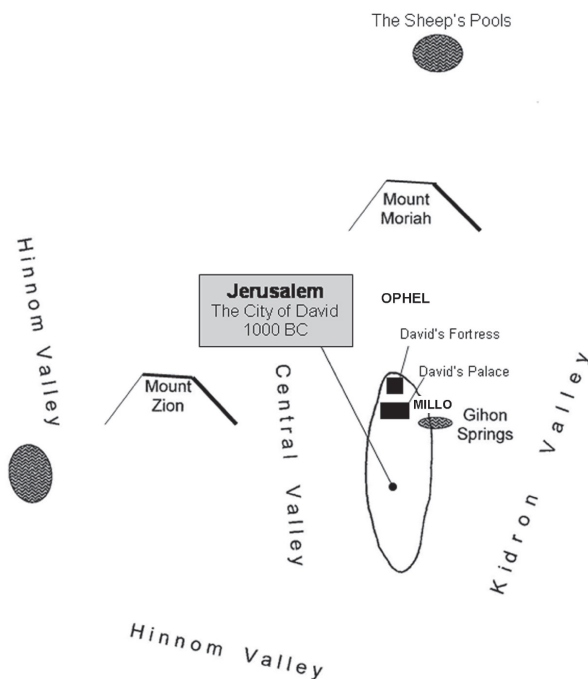 The Sheep's Pools
Mount
Moriah
Hinnom Valley
Jerusalem
The City of David
1000 BC
OPHEL
David's Fortress
David's Palace
Mount
Zion
Central Valley
MILLO
Gihon
Springs
Kidron Valley
Hinnom Valley